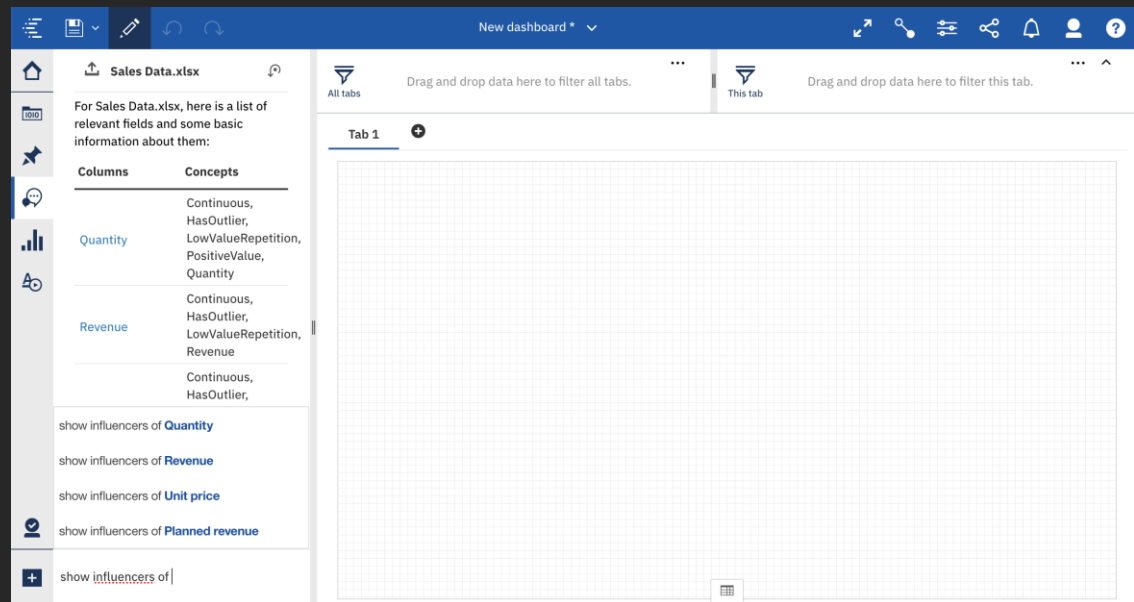 New dashboard *
Sales Data.xlsx
For Sales Data.xlsx, here is a list of
relevant fields and some basic
information about them:
Columns Concepts
Quantity
Continuous,
HasOutlier,
LowValueRepetition,
PositiveValue,
Quantity
Revenue
Continuous,
HasOutlier,
LowValueRepetition,
Revenue
Continuous,
HasOutlier,
show influencers of Quantity
show influencers of Revenue
show influencers of Unit price
show influencers of Planned revenue
show influencers of
All tabs
Drag and drop data here to filter all tabs.
This tab
Drag and drop data here to filter this tab.
Tab 1